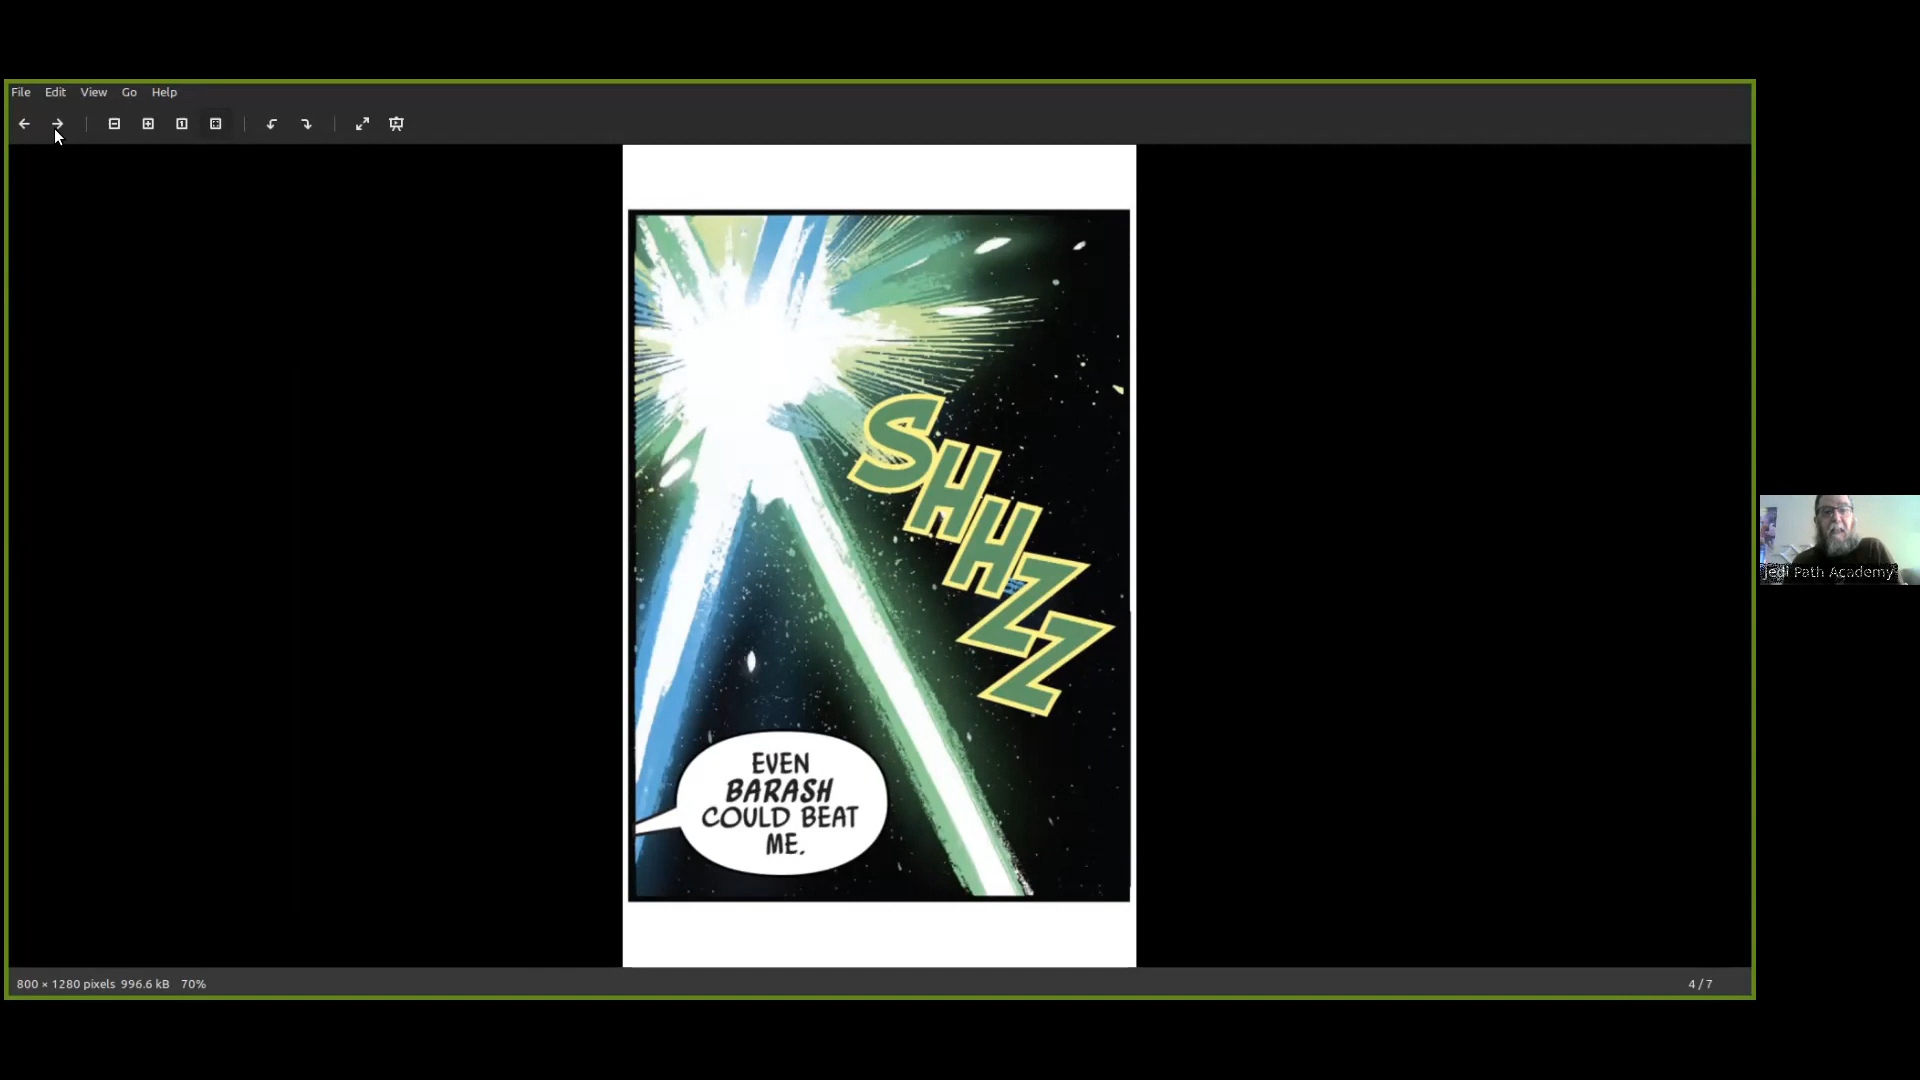 File Edit View Go Help
SHHZZ
EVEN
BARASH
COULD BEAT
ME.
Jedi Path Academy
800 × 1280 pixels 996.6 kB 70%
4 / 7